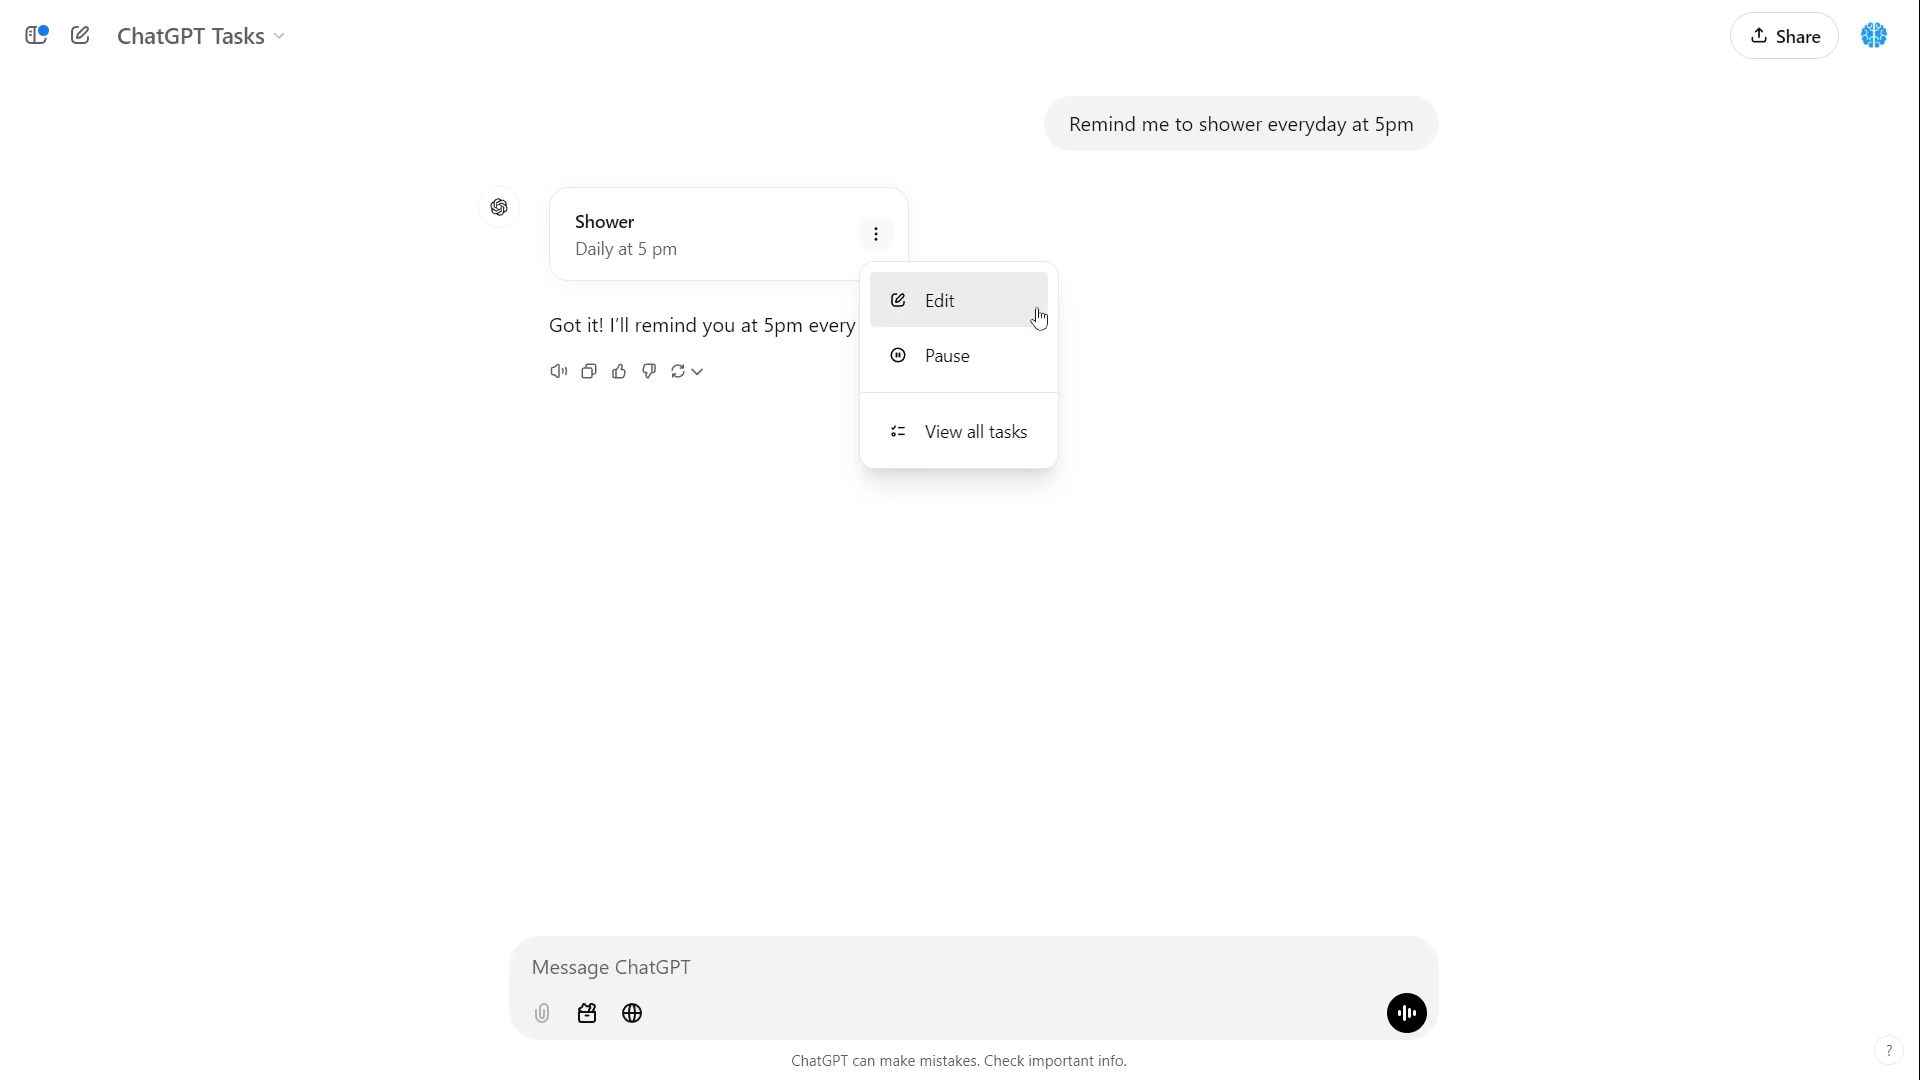 ChatGPT Tasks
Share
Remind me to shower everyday at 5pm
Shower
Daily at 5 pm
Got it! I'll remind you at 5pm every
Edit
Pause
View all tasks
Message ChatGPT
ChatGPT can make mistakes. Check important info.
?